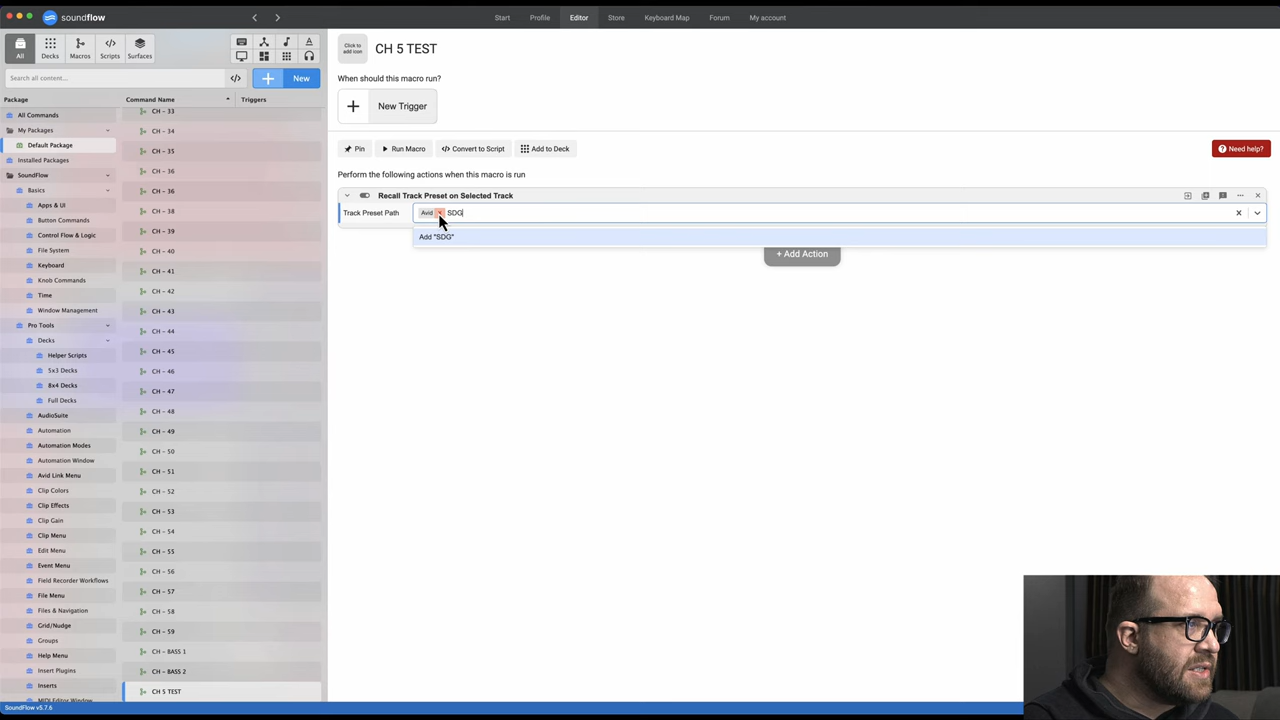 soundflow
Start
Profile
Editor
Store
Keyboard Map
Forum
My account
All
Decks
Macros
Scripts
Surfaces
Search all content...
New
Package
Command Name
Triggers
All Commands
My Packages
Default Package
Installed Packages
SoundFlow
Basics
Apps & UI
Button Commands
Control Flow & Logic
File System
Keyboard
Knob Commands
Time
Window Management
Pro Tools
Decks
Helper Scripts
5x3 Decks
8x4 Decks
Full Decks
AudioSuite
Automation
Automation Modes
Automation Window
Avid Link Menu
Clip Colors
Clip Effects
Clip Gain
Clip Menu
Edit Menu
Event Menu
Field Recorder Workflows
File Menu
Files & Navigation
Grid/Nudge
Groups
Help Menu
Insert Plugins
Inserts
MIDI Editor Window
CH - 33
CH - 34
CH - 35
CH - 36
CH - 36
CH - 38
CH - 39
CH - 40
CH - 41
CH - 42
CH - 43
CH - 44
CH - 45
CH - 46
CH - 47
CH - 48
CH - 49
CH - 50
CH - 51
CH - 52
CH - 53
CH - 54
CH - 55
CH - 56
CH - 57
CH - 58
CH - 59
CH - BASS 1
CH - BASS 2
CH 5 TEST
Click to
add icon
CH 5 TEST
When should this macro run?
New Trigger
Pin
Run Macro
Convert to Script
Add to Deck
Need help?
Perform the following actions when this macro is run
Recall Track Preset on Selected Track
Track Preset Path
Avid
SDG
Add "SDG"
+ Add Action
SoundFlow v5.7.6